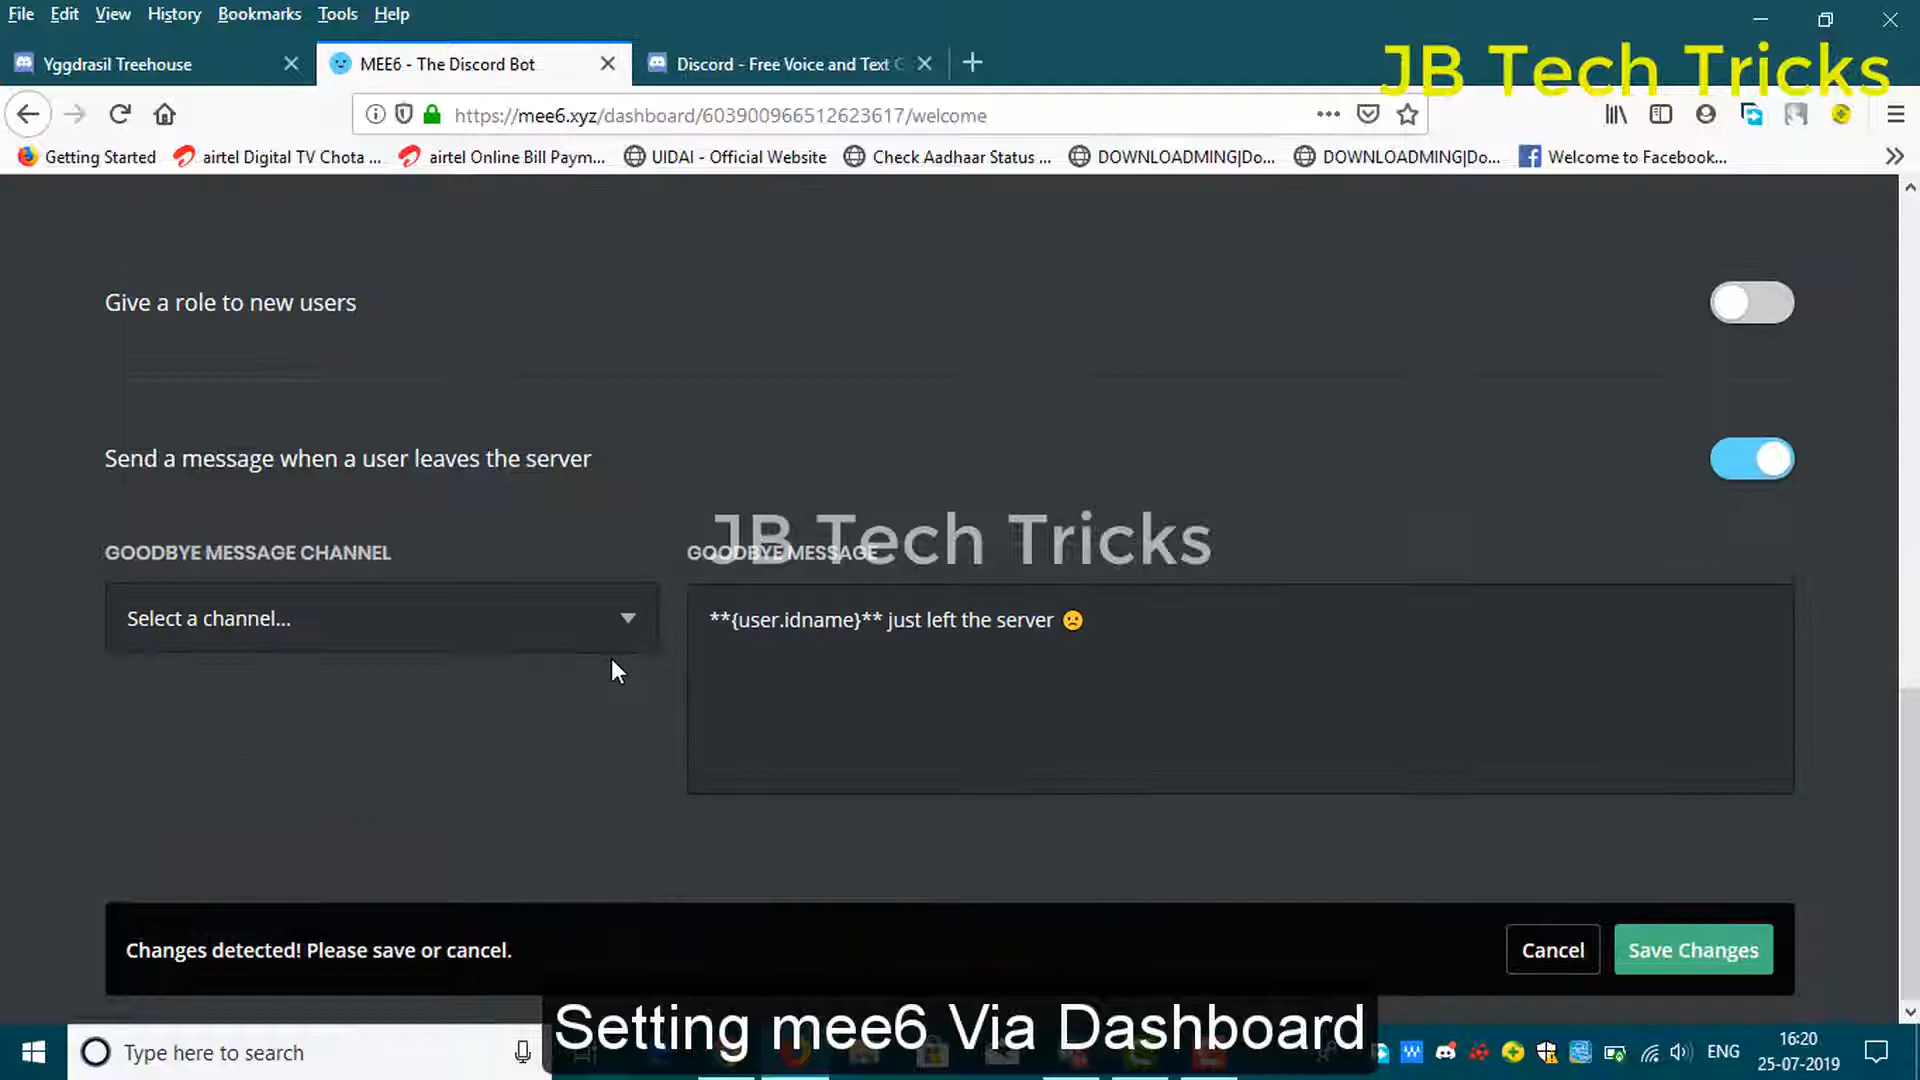 File Edit View History Bookmarks Tools Help
Yggdrasil Treehouse
MEE6 - The Discord Bot
Discord - Free Voice and Text C
JB Tech Tricks
https://mee6.xyz/dashboard/603900966512623617/welcome
Getting Started airtel Digital TV Chota ... airtel Online Bill Paym... UIDAI - Official Website Check Aadhaar Status ... DOWNLOADMING|Do... DOWNLOADMING|Do... Welcome to Facebook...
Give a role to new users
Send a message when a user leaves the server
JB Tech Tricks
GOODBYE MESSAGE CHANNEL
GOODBYE MESSAGE
Select a channel...
**{user.idname}** just left the server
Changes detected! Please save or cancel.
Cancel
Save Changes
Setting mee6 Via Dashboard
Type here to search
ENG
16:20
25-07-2019